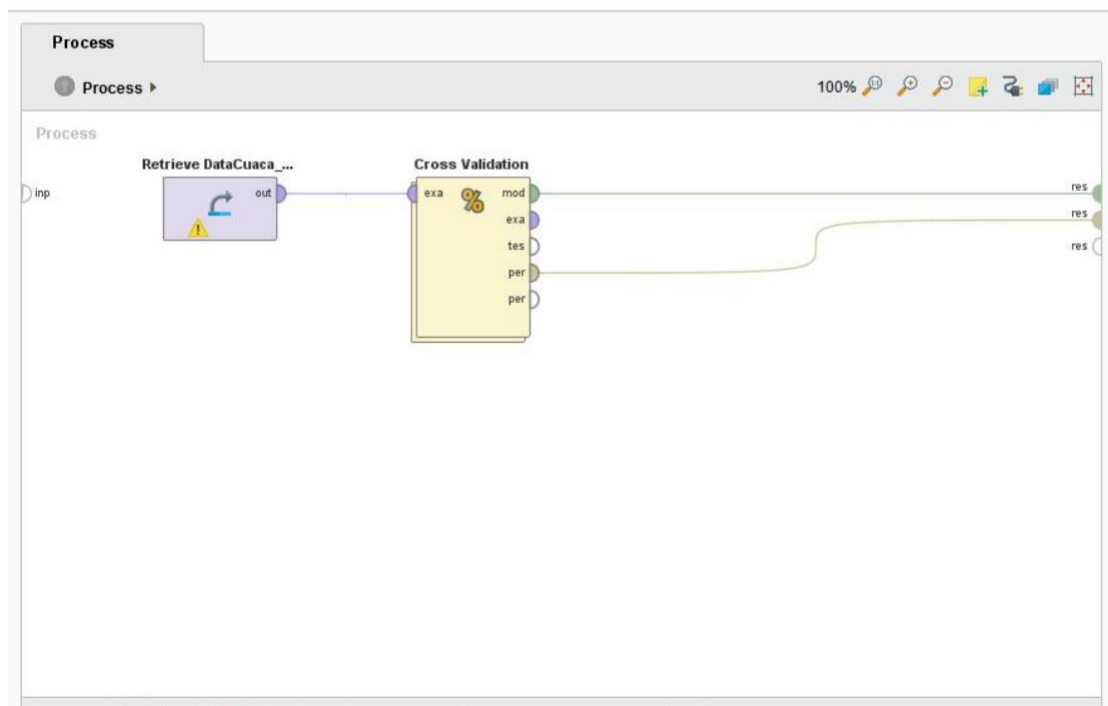 Process
Process
100%
Process
Retrieve DataCuaca_...
Cross Validation
inp
out
exa
mod
exa
tes
per
per
res
res
res